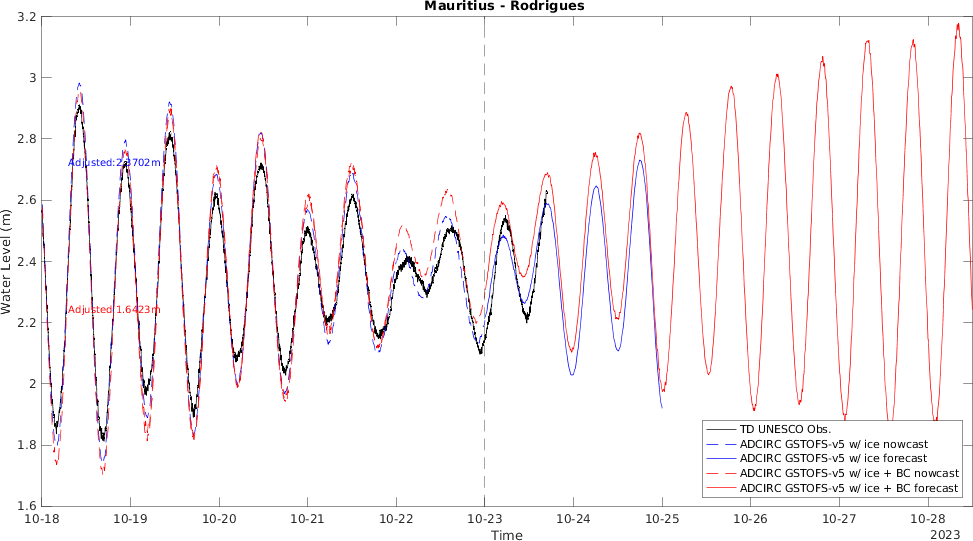 Mauritius - Rodrigues
Water Level (m)
3.2
3
2.8
2.6
2.4
2.2
2
1.8
1.6
Adjusted:1.6423m
TD UNESCO Obs.
ADCIRC GSTOFS-v5 w/ ice nowcast
ADCIRC GSTOFS-v5 w/ ice forecast
ADCIRC GSTOFS-v5 w/ ice + BC nowcast
ADCIRC GSTOFS-v5 w/ ice + BC forecast
10-18
10-19
10-20
10-21
10-22
10-23
10-24
10-25
10-26
10-27
10-28
Time
2023